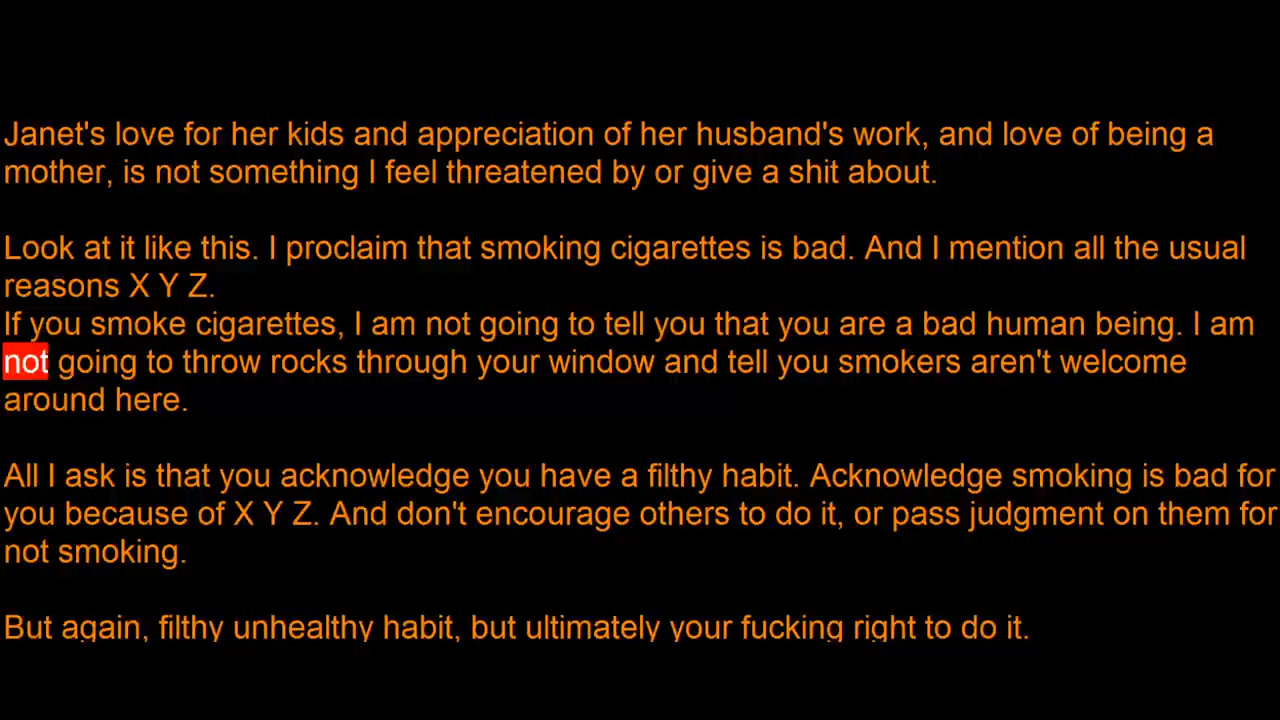 Janet's love for her kids and appreciation of her husband's work, and love of being a
mother, is not something I feel threatened by or give a shit about.
Look at it like this. I proclaim that smoking cigarettes is bad. And I mention all the usual
reasons X Y Z.
If you smoke cigarettes, I am not going to tell you that you are a bad human being. I am
not going to throw rocks through your window and tell you smokers aren't welcome
around here.
All I ask is that you acknowledge you have a filthy habit. Acknowledge smoking is bad for
you because of X Y Z. And don't encourage others to do it, or pass judgment on them for
not smoking.
But again, filthy unhealthy habit, but ultimately your fucking right to do it.